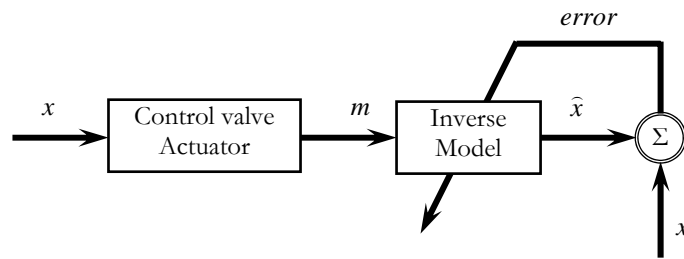 error
x
Control valve
Actuator
m
Inverse
Model
x̂
Σ
x